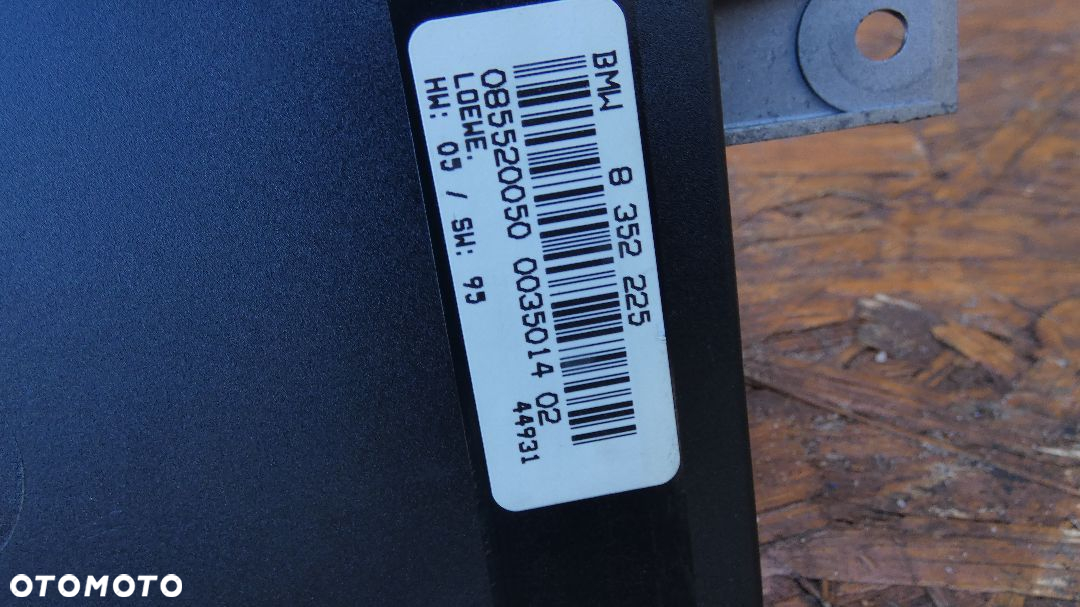 BMW 8 352 225
085520050 0035014 02
LOEWE. 44931
HW: 03 / SW: 93
OTOMOTO